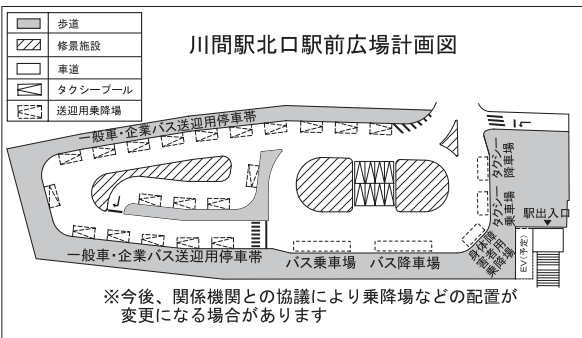 歩道
修景施設
車道
タクシープール
送迎用乗降場
川間駅北口駅前広場計画図
一般車・企業バス送迎用停車帯
タクシー
降車場
タクシー
乗車場
駅出入口
身体障害者用
乗降場
EV(予定)
一般車・企業バス送迎用停車帯
バス乗車場
バス降車場
※今後、関係機関との協議により乗降場などの配置が
変更になる場合があります